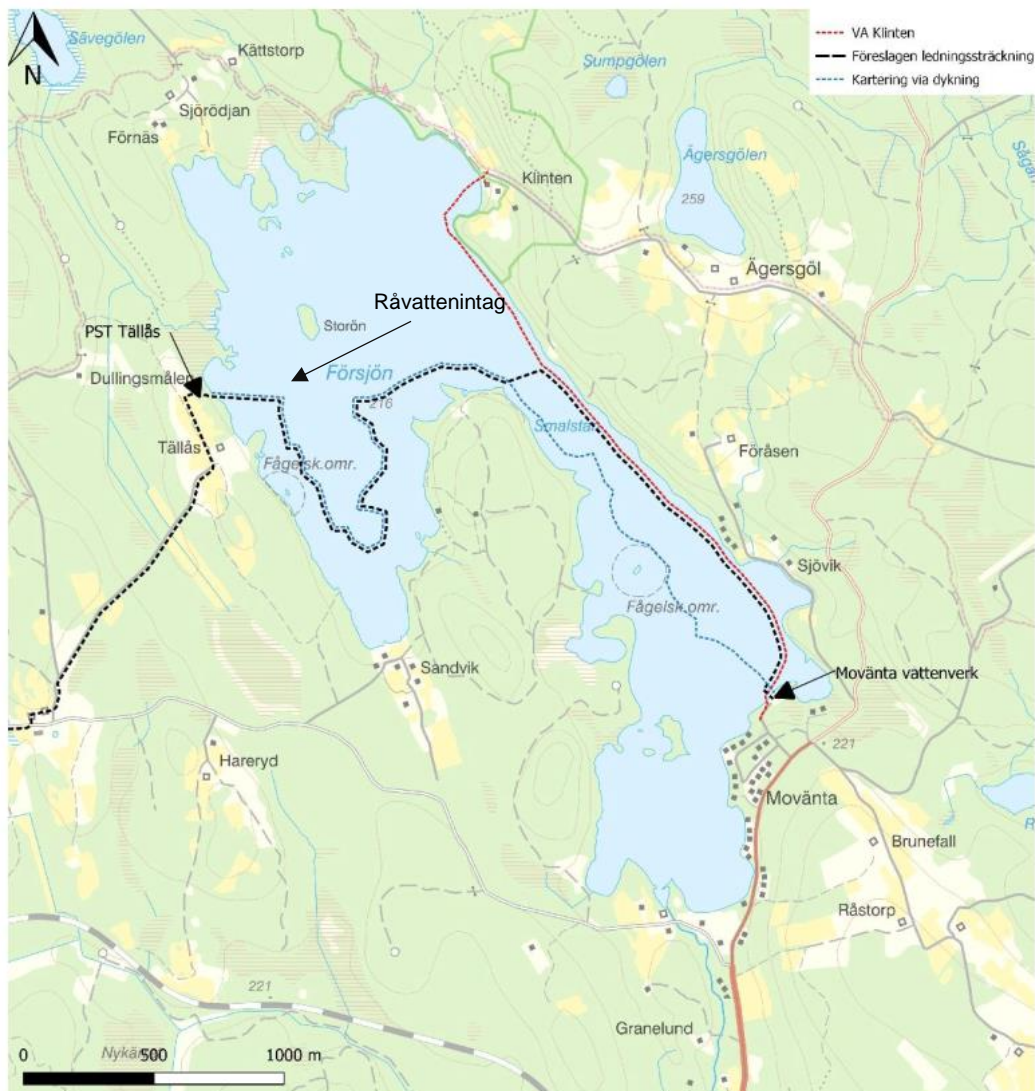 Sävegölen
Kättstorp
Sumpgölen
VA Klinten
Föreslagen ledningssträckning
Kartering via dykning
N
Sjörödjan
Förnäs
Klinten
Ägersgölen
259
Ägersgöl
Råvattenintag
PST Tällås
Storön
Dullingsmålen
Försjön
216
Tällås
Fågelsk.omr.
Föråsen
Sjövik
Fågelsk.omr.
Sandvik
Movänta vattenverk
221
Hareryd
Movänta
Brunefall
Råstorp
221
Granelund
0 500 1000 m